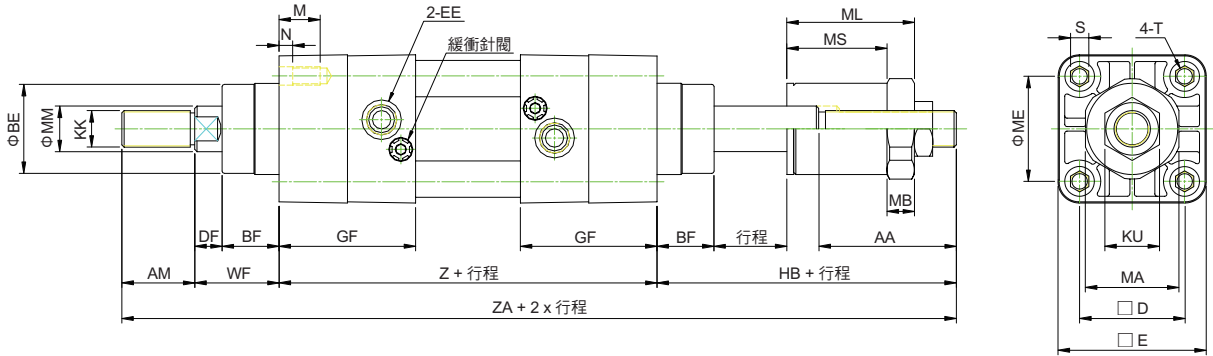 M
N
2-EE
緩衝針閥
ML
MS
S
4-T
ΦBE
ΦMM
KK
ΦME
MB
DF
BF
GF
GF
BF
行程
AA
KU
AM
WF
Z + 行程
HB + 行程
MA
ZA + 2 x 行程
□ D
□ E